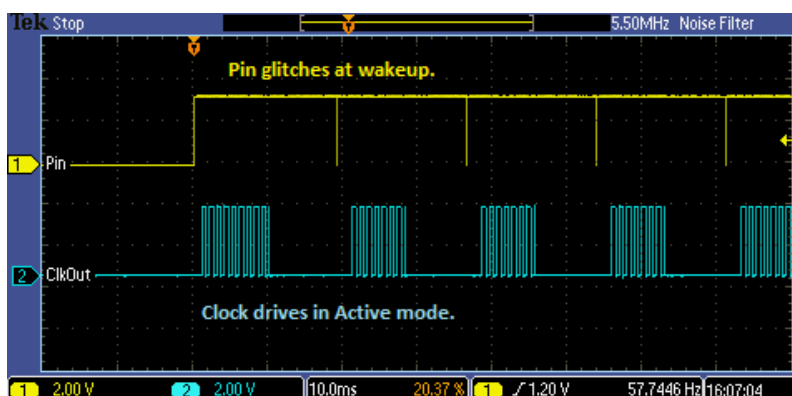 Tek Stop 5.50MHz Noise Filter
Pin glitches at wakeup.
1 Pin
2 ClkOut
Clock drives in Active mode.
1 2.00 V 2 2.00 V 10.0ms 20.37 % 1 1.20 V 57.7446 Hz 16:07:04